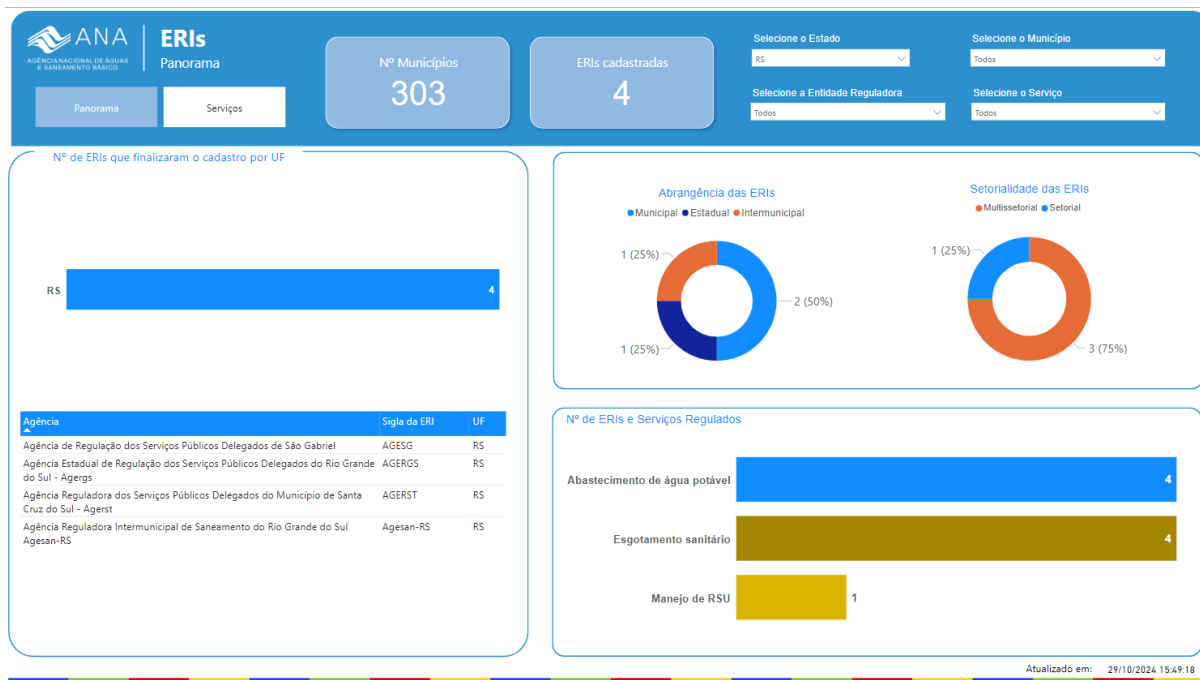 ANA
AGÊNCIA NACIONAL DE ÁGUAS
E SANEAMENTO BÁSICO
ERIs
Panorama
Panorama
Serviços
Nº Municípios
303
ERIs cadastradas
4
Selecione o Estado
RS
Selecione o Município
Todos
Selecione a Entidade Reguladora
Todos
Selecione o Serviço
Todos
Nº de ERIs que finalizaram o cadastro por UF
RS
4
Agência Sigla da ERI UF
Agência de Regulação dos Serviços Públicos Delegados de São Gabriel AGESG RS
Agência Estadual de Regulação dos Serviços Públicos Delegados do Rio Grande AGERGS RS
do Sul - Agergs
Agência Reguladora dos Serviços Públicos Delegados do Município de Santa AGERST RS
Cruz do Sul - Agerst
Agência Reguladora Intermunicipal de Saneamento do Rio Grande do Sul Agesan-RS RS
Agesan-RS
Abrangência das ERIs
Municipal Estadual Intermunicipal
1 (25%)
2 (50%)
1 (25%)
Setorialidade das ERIs
Multissetorial Setorial
1 (25%)
3 (75%)
Nº de ERIs e Serviços Regulados
Abastecimento de água potável 4
Esgotamento sanitário 4
Manejo de RSU 1
Atualizado em: 29/10/2024 15:49:18